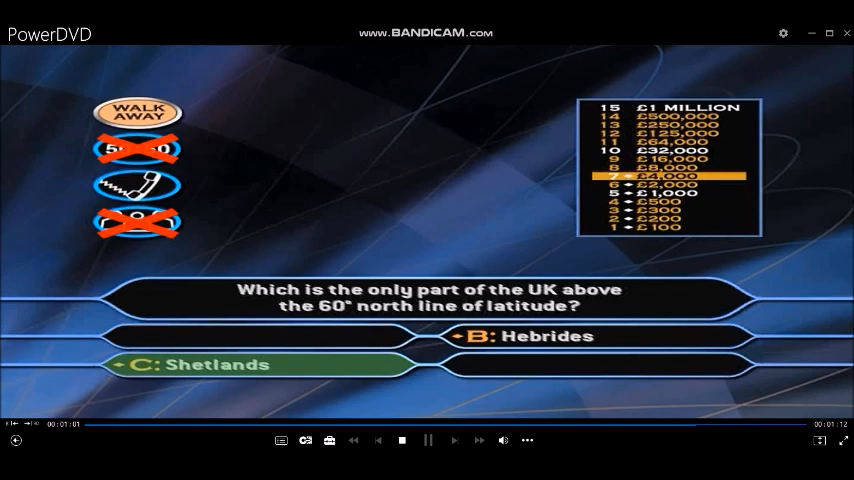 PowerDVD
www.BANDICAM.com
WALK
AWAY
15 £1 MILLION
14 £500,000
13 £250,000
12 £125,000
11 £64,000
10 £32,000
9 £16,000
8 £8,000
7 £4,000
6 £2,000
5 £1,000
4 £500
3 £300
2 £200
1 £100
Which is the only part of the UK above
the 60° north line of latitude?
B: Hebrides
C: Shetlands
00:01:01
00:01:12